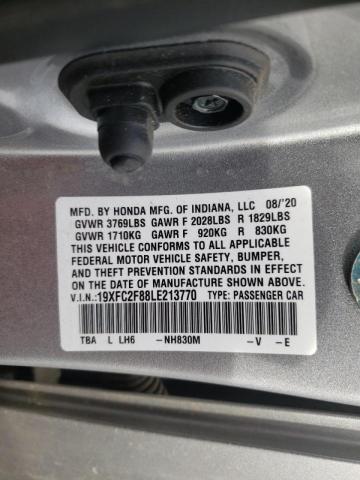 MFD. BY HONDA MFG. OF INDIANA, LLC 08/'20
GVWR 3769LBS GAWR F 2028LBS R 1829LBS
GVWR 1710KG GAWR F 920KG R 830KG
THIS VEHICLE CONFORMS TO ALL APPLICABLE
FEDERAL MOTOR VEHICLE SAFETY, BUMPER,
AND THEFT PREVENTION STANDARDS IN EFFECT
ON THE DATE OF MANUFACTURE SHOWN ABOVE.
V.I.N.:19XFC2F88LE213770 TYPE: PASSENGER CAR
TBA L LH6 -NH830M -V -E